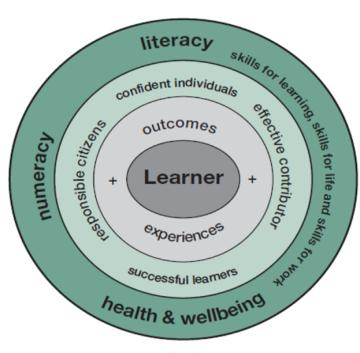 literacy
skills for learning, skills for life and skills for work
numeracy
health & wellbeing
confident individuals
effective contributor
responsible citizens
successful learners
outcomes
+
Learner
+
experiences